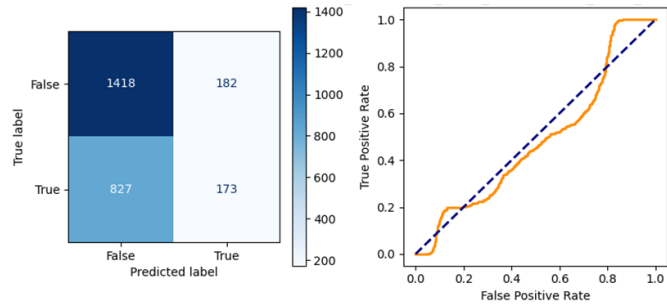 False
True
True label
1418
182
827
173
False
True
Predicted label
1400
1200
1000
800
600
400
200
True Positive Rate
1.0
0.8
0.6
0.4
0.2
0.0
0.0
0.2
0.4
0.6
0.8
1.0
False Positive Rate